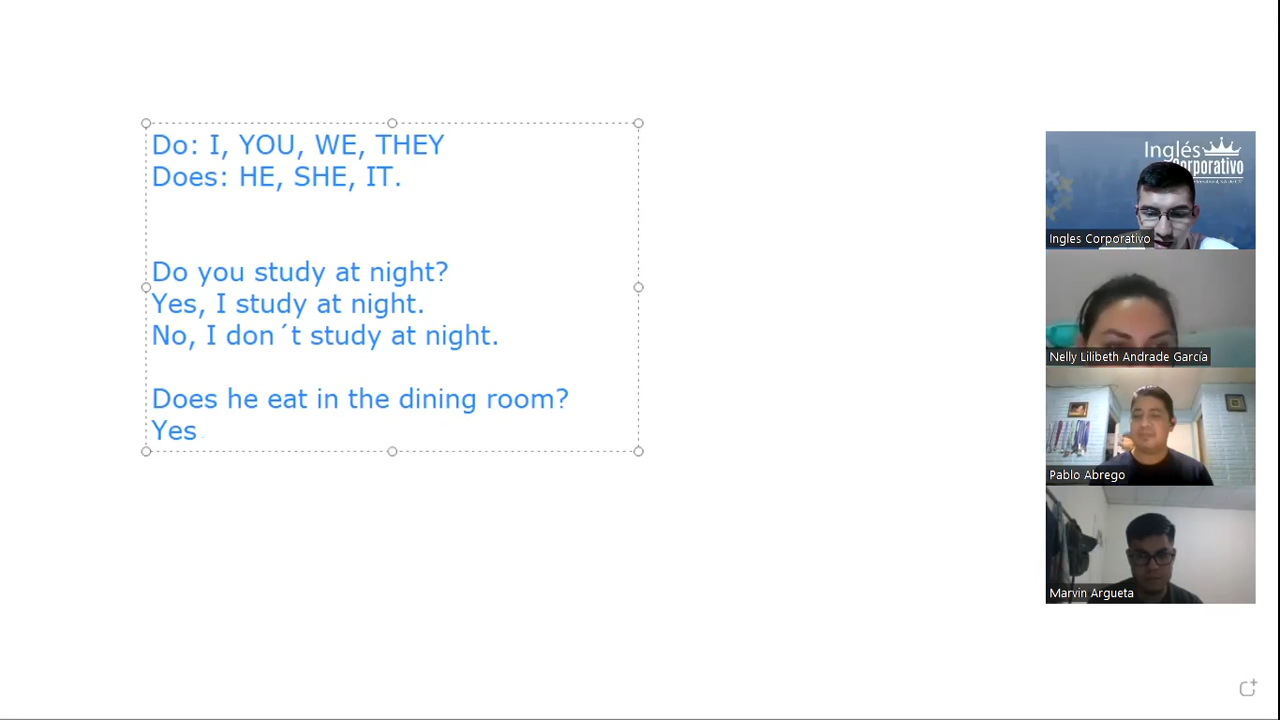 Do: I, YOU, WE, THEY
Does: HE, SHE, IT.
Do you study at night?
Yes, I study at night.
No, I don´t study at night.
Does he eat in the dining room?
Yes
Inglés
Corporativo
Ingles Corporativo
Nelly Lilibeth Andrade García
Pablo Abrego
Marvin Argueta